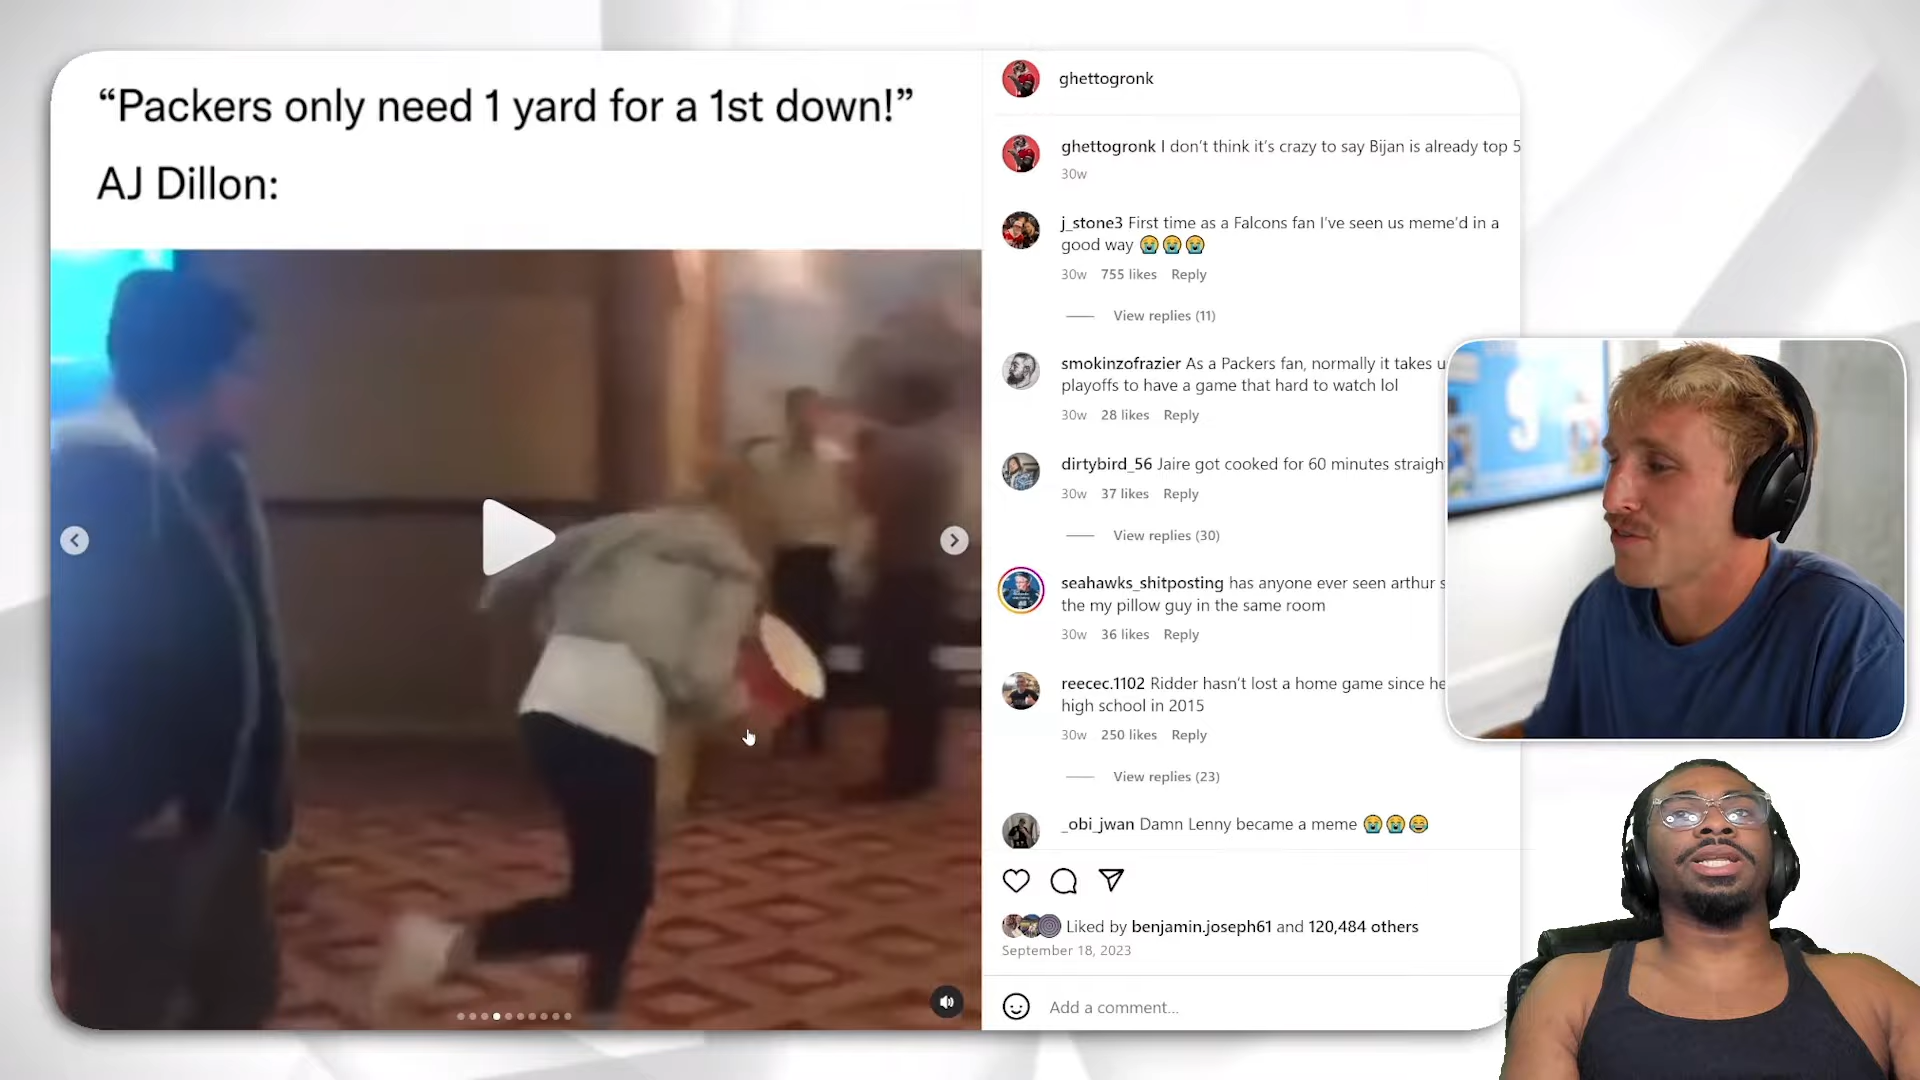 “Packers only need 1 yard for a 1st down!”
AJ Dillon:
ghettogronk
ghettogronk I don’t think it’s crazy to say Bijan is already top 5
30w
j_stone3 First time as a Falcons fan I’ve seen us meme’d in a
good way 😭😭😭
30w 755 likes Reply
View replies (11)
smokinzofrazier As a Packers fan, normally it takes
playoffs to have a game that hard to watch lol
30w 28 likes Reply
dirtybird_56 Jaire got cooked for 60 minutes straigh
30w 37 likes Reply
View replies (30)
seahawks_shitposting has anyone ever seen arthur s
the my pillow guy in the same room
30w 36 likes Reply
reecec.1102 Ridder hasn’t lost a home game since he
high school in 2015
30w 250 likes Reply
View replies (23)
_obi_jwan Damn Lenny became a meme 😭😭😂
Liked by benjamin.joseph61 and 120,484 others
September 18, 2023
Add a comment...
9